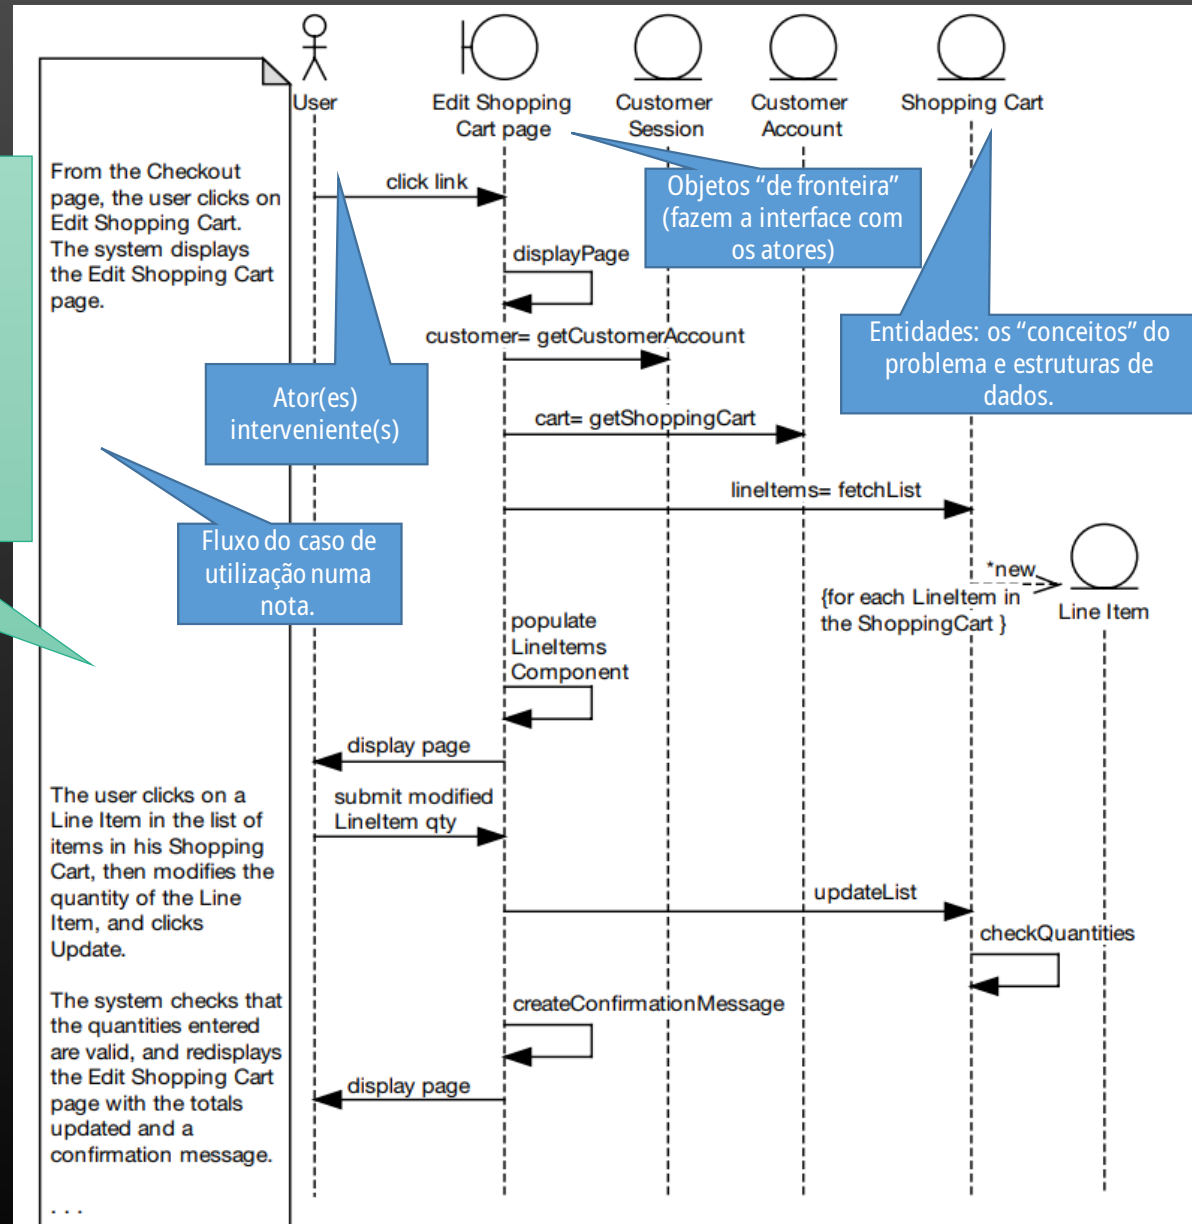 User
Edit Shopping
Cart page
Customer
Session
Customer
Account
Shopping Cart
From the Checkout
page, the user clicks on
Edit Shopping Cart.
The system displays
the Edit Shopping Cart
page.
click link
Objetos “de fronteira”
(fazem a interface com
os atores)
displayPage
customer= getCustomerAccount
Entidades: os “conceitos” do
problema e estruturas de
dados.
Ator(es)
interveniente(s)
cart= getShoppingCart
lineItems= fetchList
Fluxo do caso de
utilização numa
nota.
*new
{for each LineItem in
the ShoppingCart }
Line Item
populate
LineItems
Component
display page
The user clicks on a
Line Item in the list of
items in his Shopping
Cart, then modifies the
quantity of the Line
Item, and clicks
Update.
submit modified
LineItem qty
updateList
checkQuantities
The system checks that
the quantities entered
are valid, and redisplays
the Edit Shopping Cart
page with the totals
updated and a
confirmation message.
createConfirmationMessage
display page
. . .